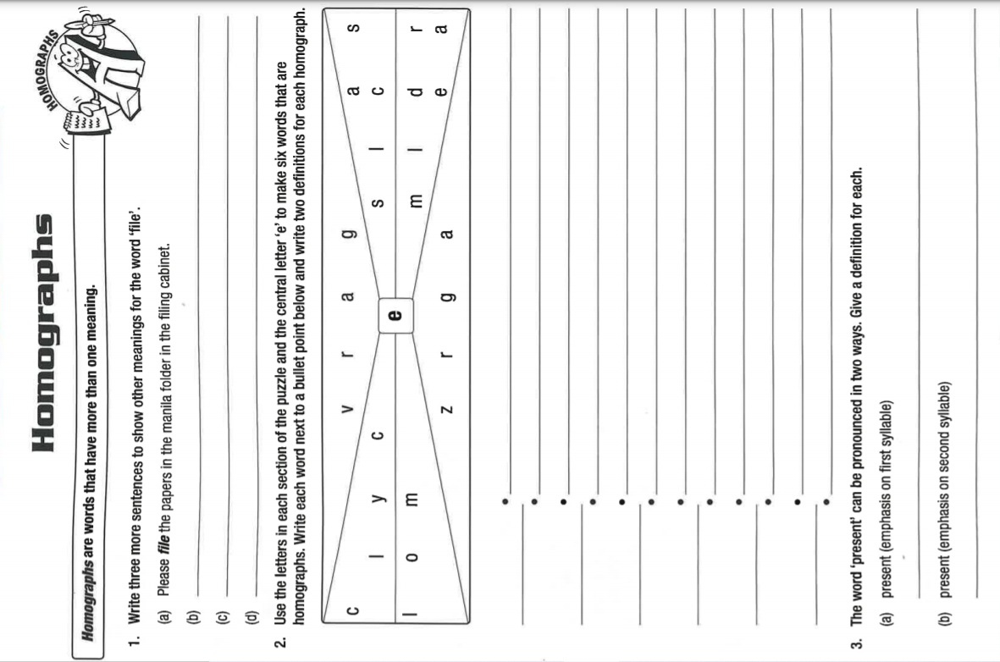 Homographs
HOMOGRAPHS
Homographs are words that have more than one meaning.
1. Write three more sentences to show other meanings for the word ‘file’.
(a) Please file the papers in the manila folder in the filing cabinet.
(b)
(c)
(d)
2. Use the letters in each section of the puzzle and the central letter ‘e’ to make six words that are
homographs. Write each word next to a bullet point below and write two definitions for each homograph.
c v r a g a s
l y c s l c
e
l o m m l d r
z r g a e a
3. The word ‘present’ can be pronounced in two ways. Give a definition for each.
(a) present (emphasis on first syllable)
(b) present (emphasis on second syllable)